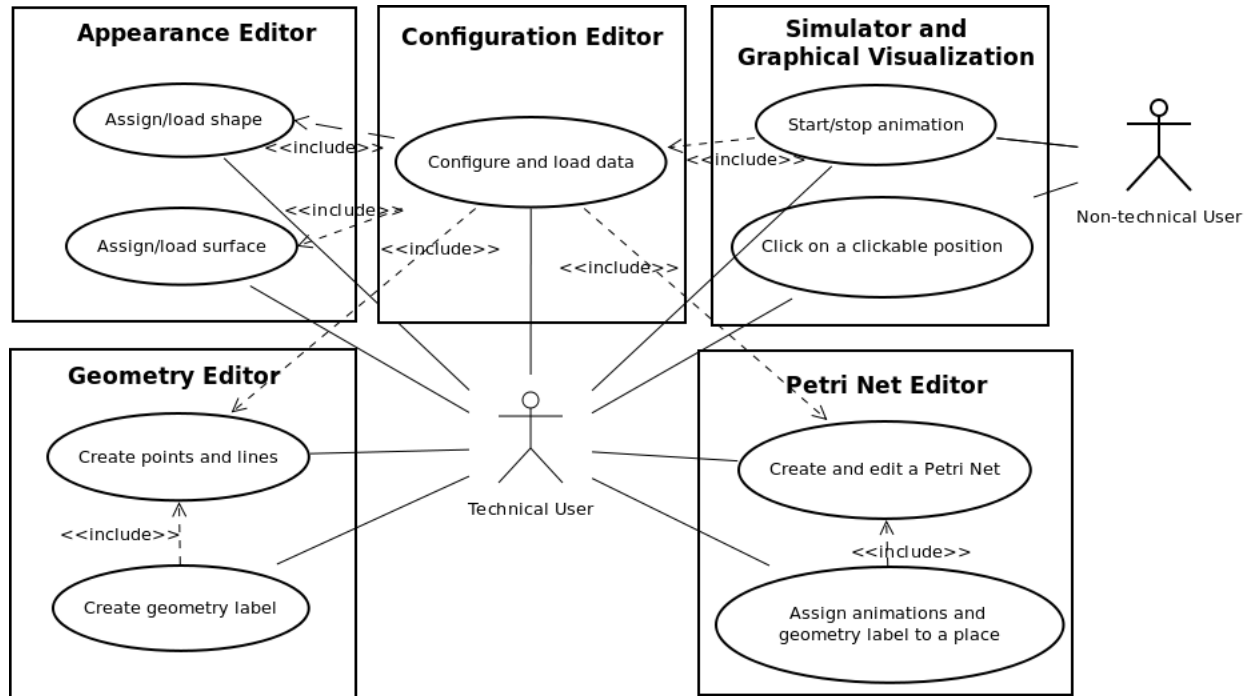 Appearance Editor
Assign/load shape
<<include>>
<<include>>
Assign/load surface
Configuration Editor
Configure and load data
<<include>>
<<include>>
Simulator and
Graphical Visualization
Start/stop animation
<<include>>
Click on a clickable position
Non-technical User
Geometry Editor
Create points and lines
<<include>>
Create geometry label
Technical User
Petri Net Editor
Create and edit a Petri Net
<<include>>
Assign animations and
geometry label to a place